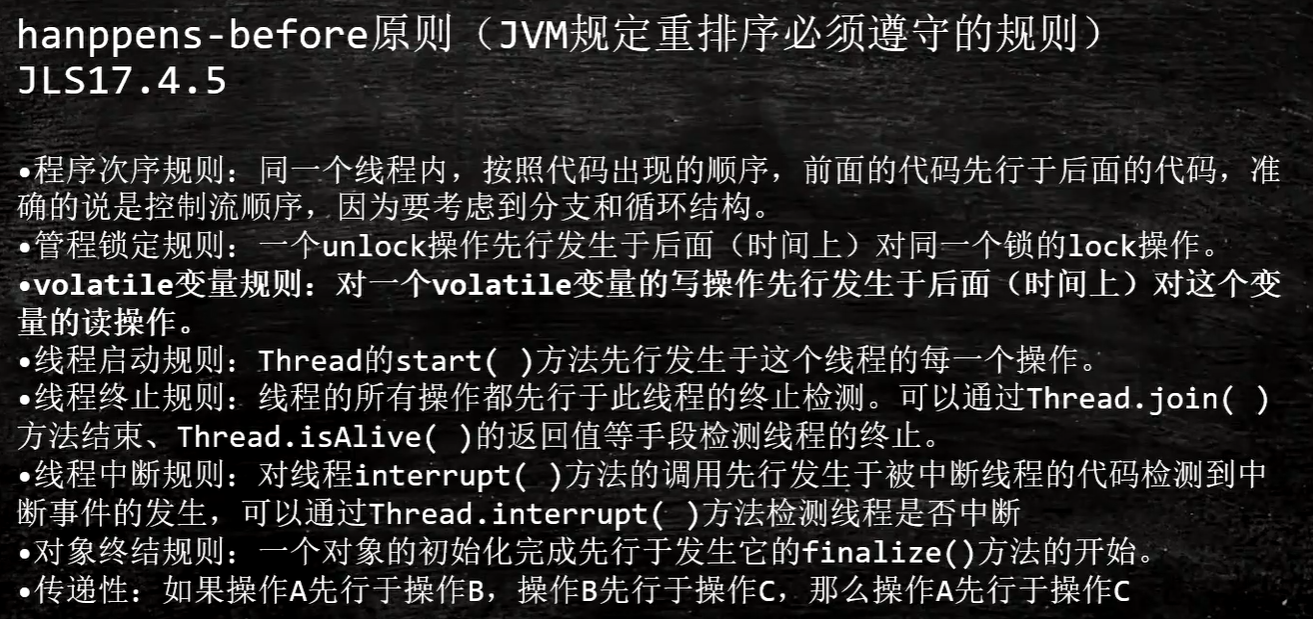 hanppens-before原则（JVM规定重排序必须遵守的规则）
JLS17.4.5
•程序次序规则：同一个线程内，按照代码出现的顺序，前面的代码先行于后面的代码，准
确的说是控制流顺序，因为要考虑到分支和循环结构。
•管程锁定规则：一个unlock操作先行发生于后面（时间上）对同一个锁的lock操作。
•volatile变量规则：对一个volatile变量的写操作先行发生于后面（时间上）对这个变
量的读操作。
•线程启动规则：Thread的start( )方法先行发生于这个线程的每一个操作。
•线程终止规则：线程的所有操作都先行于此线程的终止检测。可以通过Thread.join( )
方法结束、Thread.isAlive( )的返回值等手段检测线程的终止。
•线程中断规则：对线程interrupt( )方法的调用先行发生于被中断线程的代码检测到中
断事件的发生，可以通过Thread.interrupt( )方法检测线程是否中断
•对象终结规则：一个对象的初始化完成先行于发生它的finalize()方法的开始。
•传递性：如果操作A先行于操作B，操作B先行于操作C，那么操作A先行于操作C